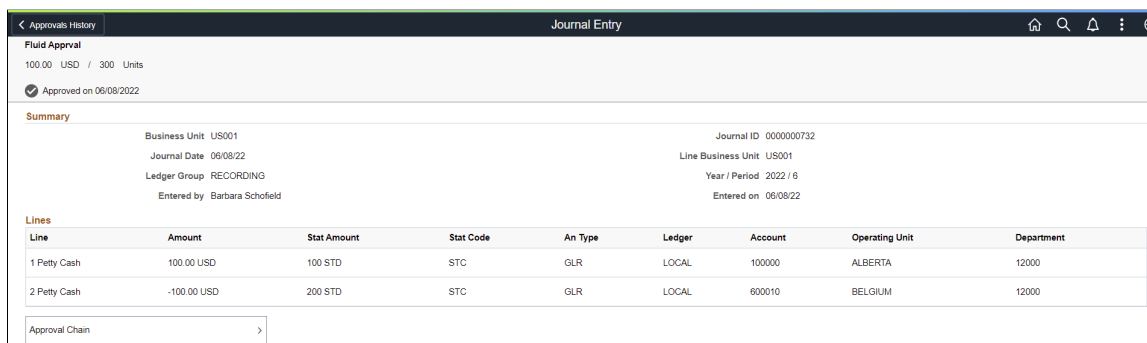 Approvals History
Journal Entry
Fluid Apprval
100.00 USD / 300 Units
Approved on 06/08/2022
Summary
Business Unit US001
Journal ID 0000000732
Journal Date 06/08/22
Line Business Unit US001
Ledger Group RECORDING
Year / Period 2022 / 6
Entered by Barbara Schofield
Entered on 06/08/22
Lines
Line Amount Stat Amount Stat Code An Type Ledger Account Operating Unit Department
1 Petty Cash 100.00 USD 100 STD STC GLR LOCAL 100000 ALBERTA 12000
2 Petty Cash -100.00 USD 200 STD STC GLR LOCAL 600010 BELGIUM 12000
Approval Chain